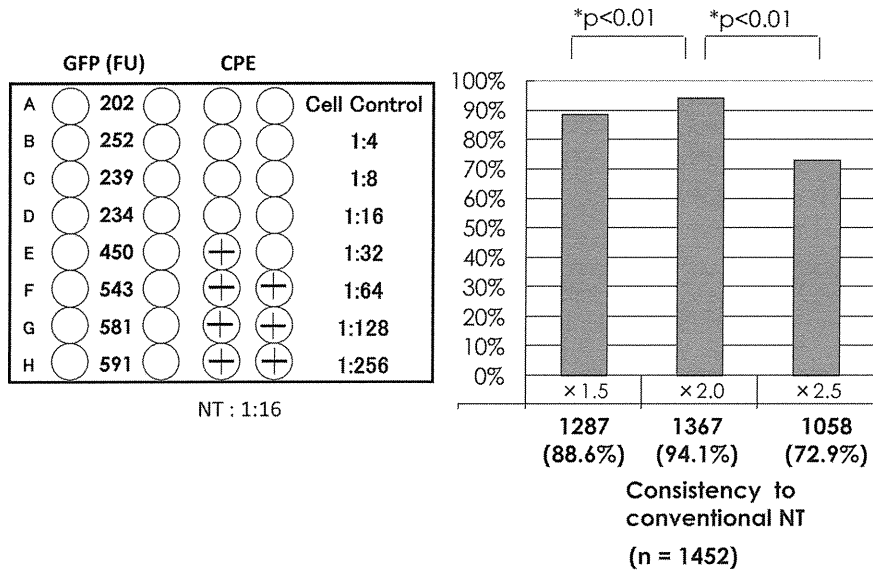 GFP (FU) CPE
A 202 Cell Control
B 252 1:4
C 239 1:8
D 234 1:16
E 450 + 1:32
F 543 + + 1:64
G 581 + + 1:128
H 591 + + 1:256
NT : 1:16
*p<0.01 *p<0.01
100%
90%
80%
70%
60%
50%
40%
30%
20%
10%
0%
×1.5 ×2.0 ×2.5
1287 1367 1058
(88.6%) (94.1%) (72.9%)
Consistency to
conventional NT
(n = 1452)